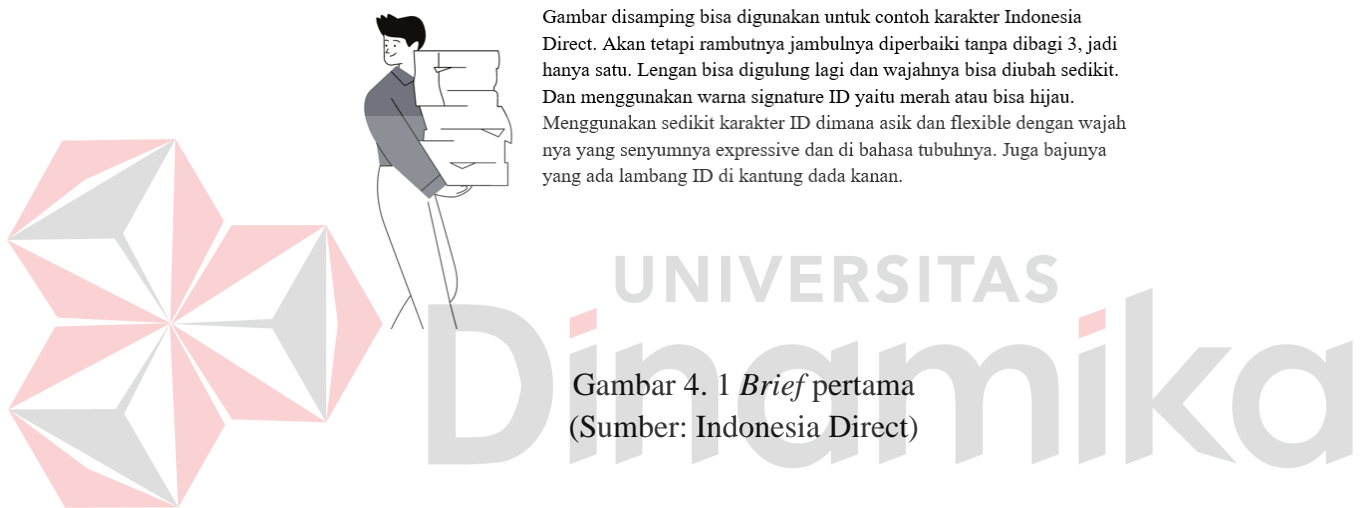 Gambar disamping bisa digunakan untuk contoh karakter Indonesia
Direct. Akan tetapi rambutnya jambulnya diperbaiki tanpa dibagi 3, jadi
hanya satu. Lengan bisa digulung lagi dan wajahnya bisa diubah sedikit.
Dan menggunakan warna signature ID yaitu merah atau bisa hijau.
Menggunakan sedikit karakter ID dimana asik dan flexible dengan wajah
nya yang senyumnya expressive dan di bahasa tubuhnya. Juga bajunya
yang ada lambang ID di kantung dada kanan.
UNIVERSITAS
Dinamika
Gambar 4. 1 Brief pertama
(Sumber: Indonesia Direct)